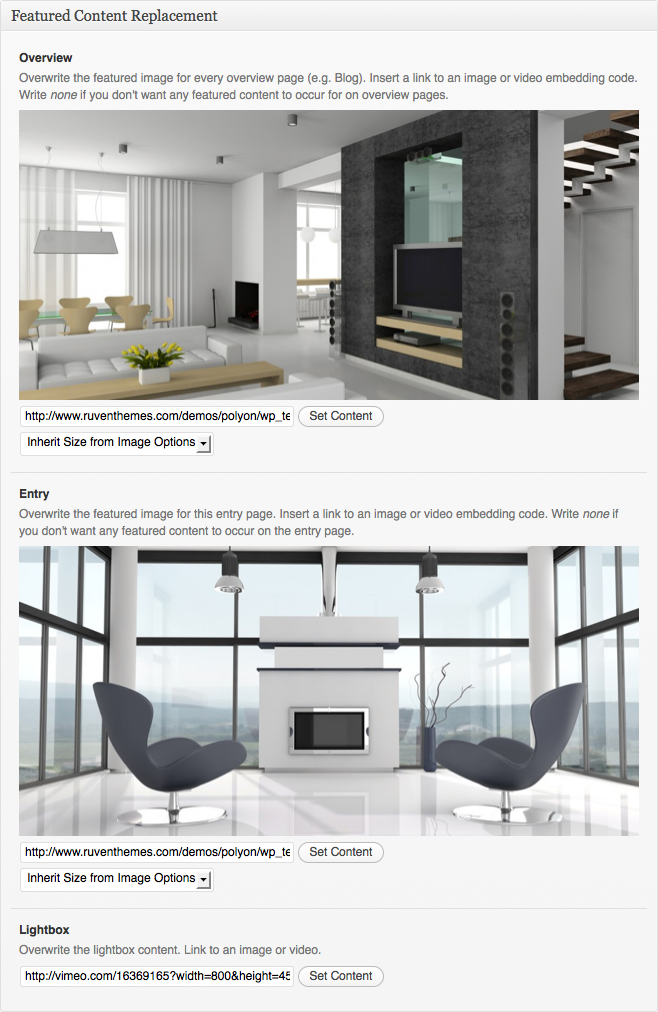 Featured Content Replacement
Overview
Overwrite the featured image for every overview page (e.g. Blog). Insert a link to an image or video embedding code.
Write none if you don't want any featured content to occur for on overview pages.
http://www.ruventhemes.com/demos/polyon/wp_te
Set Content
Inherit Size from Image Options
Entry
Overwrite the featured image for this entry page. Insert a link to an image or video embedding code. Write none if
you don't want any featured content to occur on the entry page.
http://www.ruventhemes.com/demos/polyon/wp_te
Set Content
Inherit Size from Image Options
Lightbox
Overwrite the lightbox content. Link to an image or video.
http://vimeo.com/16369165?width=800&height=45
Set Content